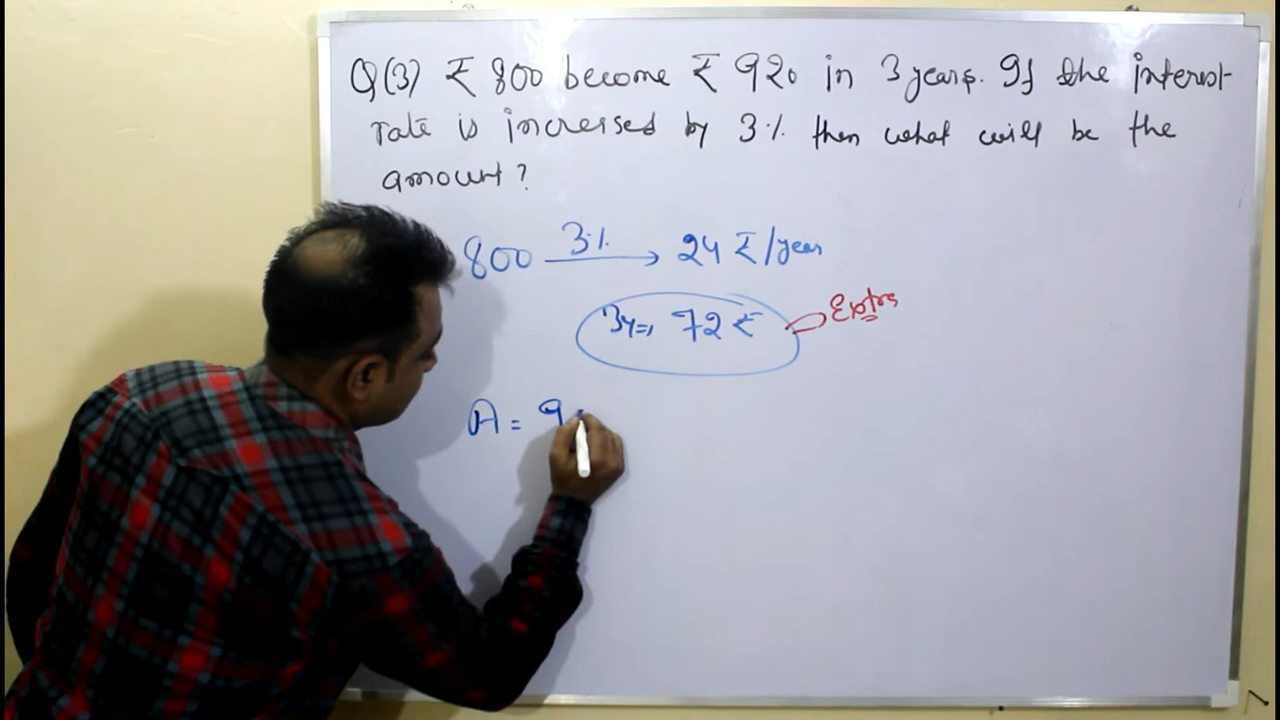 Q(3) ₹ 800 become ₹ 920 in 3 years. If the interest
rate is increased by 3% then what will be the
amount?
800 3% → 24 ₹/year
3y=, 72 ₹ Extra
A = 9